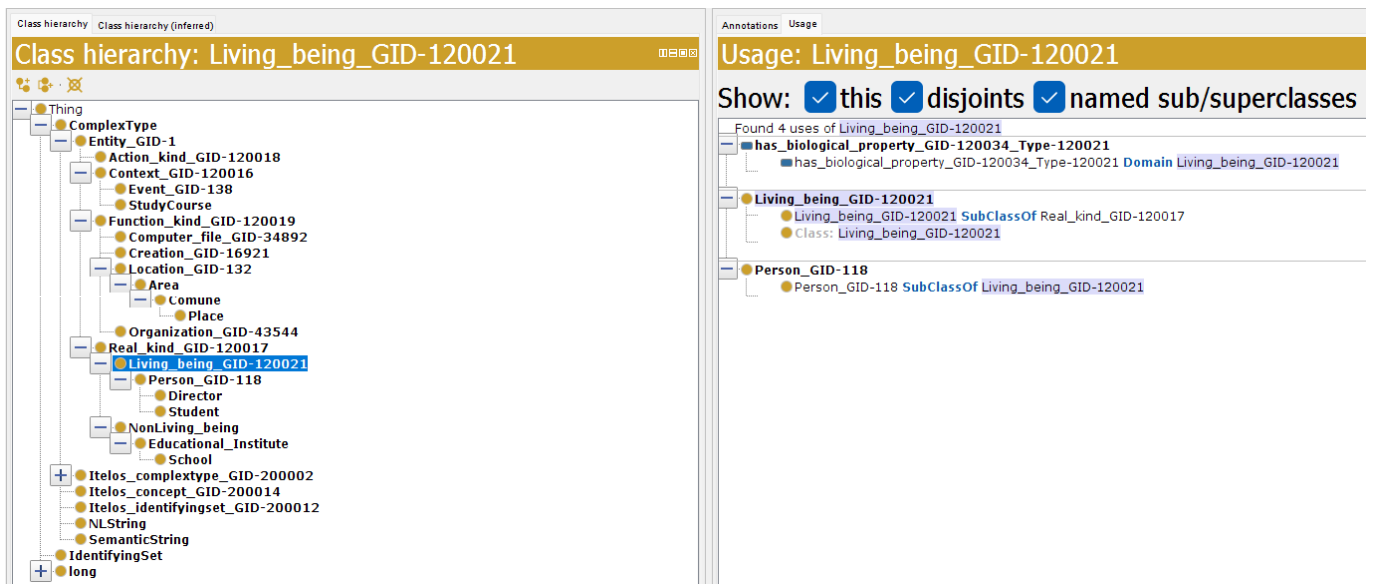 Class hierarchy Class hierarchy (inferred)
Class hierarchy: Living_being_GID-120021
Thing
ComplexType
Entity_GID-1
Action_kind_GID-120018
Context_GID-120016
Event_GID-138
StudyCourse
Function_kind_GID-120019
Computer_file_GID-34892
Creation_GID-16921
Location_GID-132
Area
Comune
Place
Organization_GID-43544
Real_kind_GID-120017
Living_being_GID-120021
Person_GID-118
Director
Student
NonLiving_being
Educational_Institute
School
Itelos_complextype_GID-200002
Itelos_concept_GID-200014
Itelos_identifyingset_GID-200012
NLString
SemanticString
IdentifyingSet
long
Annotations Usage
Usage: Living_being_GID-120021
Show: this disjoints named sub/superclasses
Found 4 uses of Living_being_GID-120021
has_biological_property_GID-120034_Type-120021
has_biological_property_GID-120034_Type-120021 Domain Living_being_GID-120021
Living_being_GID-120021
Living_being_GID-120021 SubClassOf Real_kind_GID-120017
Class: Living_being_GID-120021
Person_GID-118
Person_GID-118 SubClassOf Living_being_GID-120021